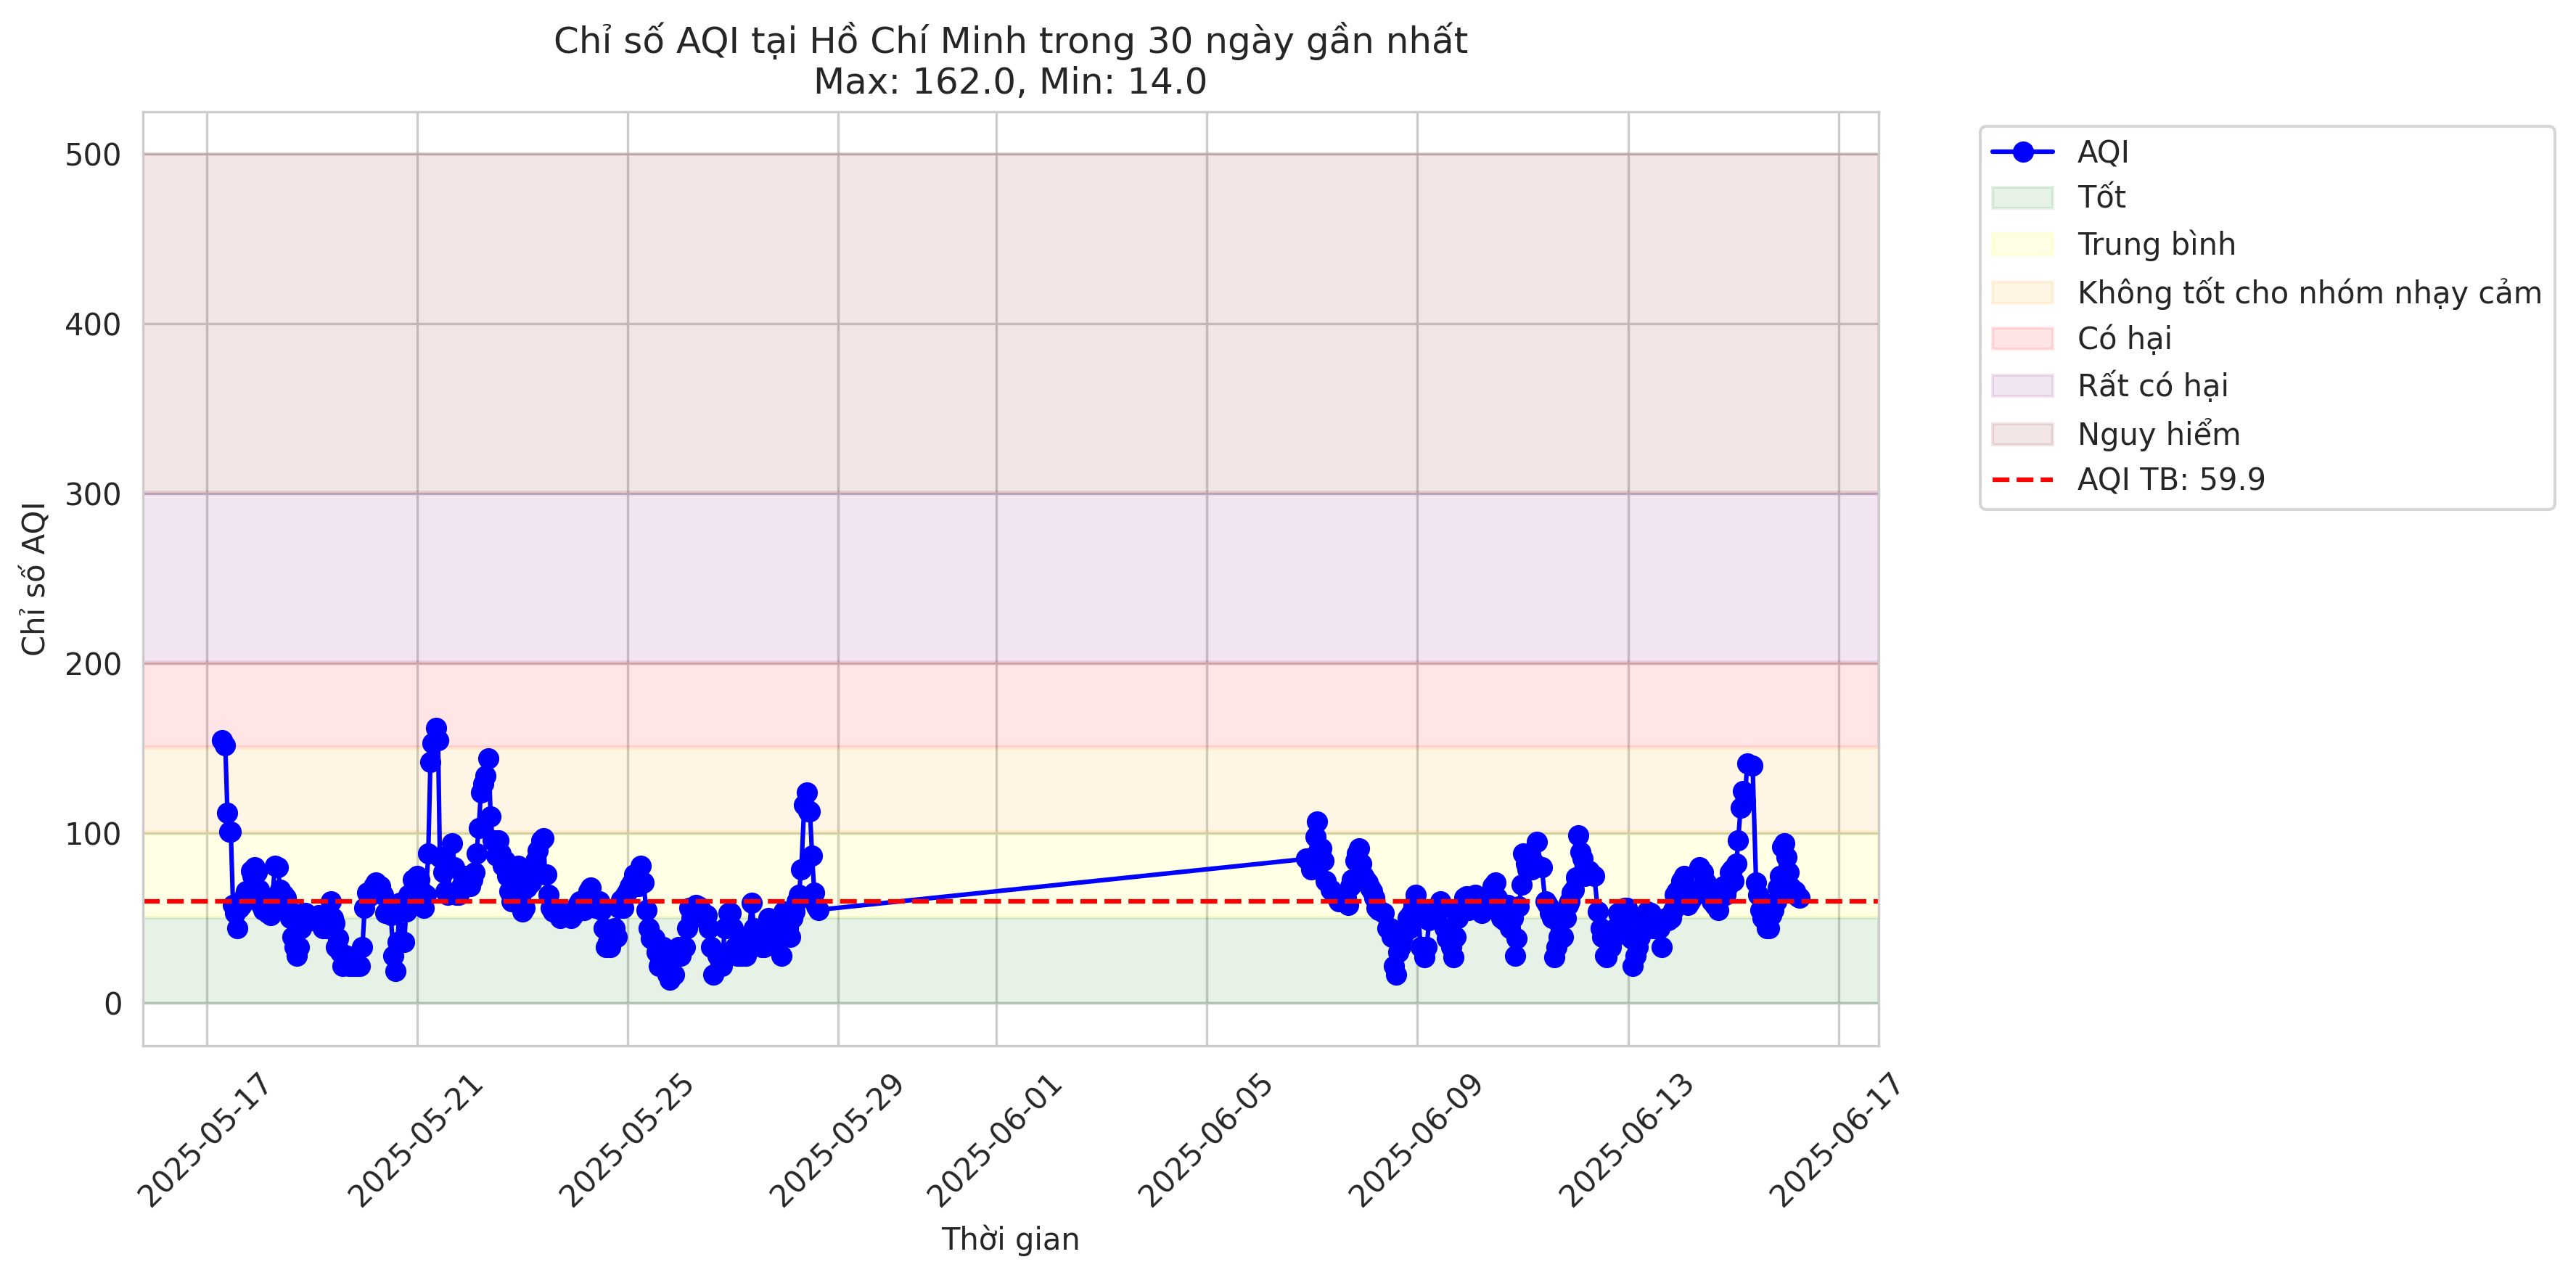 Chỉ số AQI tại Hồ Chí Minh trong 30 ngày gần nhất
Max: 162.0, Min: 14.0
Chỉ số AQI
500
400
300
200
100
0
2025-05-17
2025-05-21
2025-05-25
2025-05-29
2025-06-01
2025-06-05
2025-06-09
2025-06-13
2025-06-17
Thời gian
AQI
Tốt
Trung bình
Không tốt cho nhóm nhạy cảm
Có hại
Rất có hại
Nguy hiểm
AQI TB: 59.9